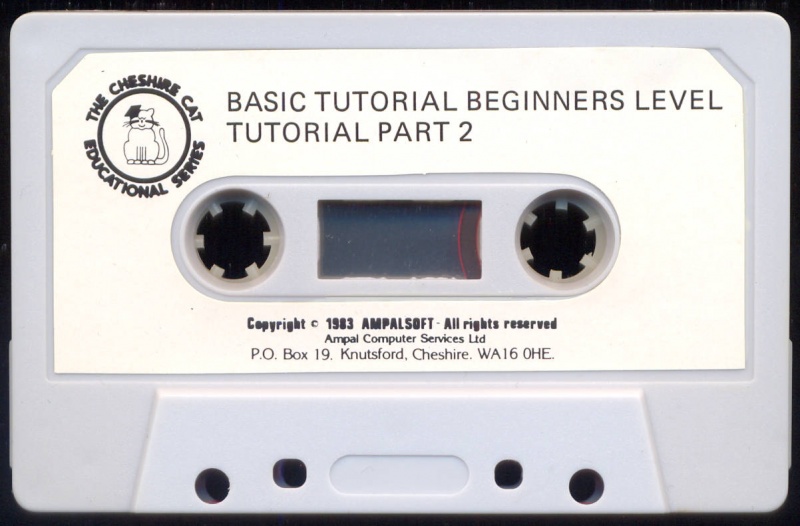 THE CHESHIRE CAT
EDUCATIONAL SERIES
BASIC TUTORIAL BEGINNERS LEVEL
TUTORIAL PART 2
Copyright © 1983 AMPALSOFT - All rights reserved
Ampal Computer Services Ltd
P.O. Box 19. Knutsford, Cheshire. WA16 0HE.